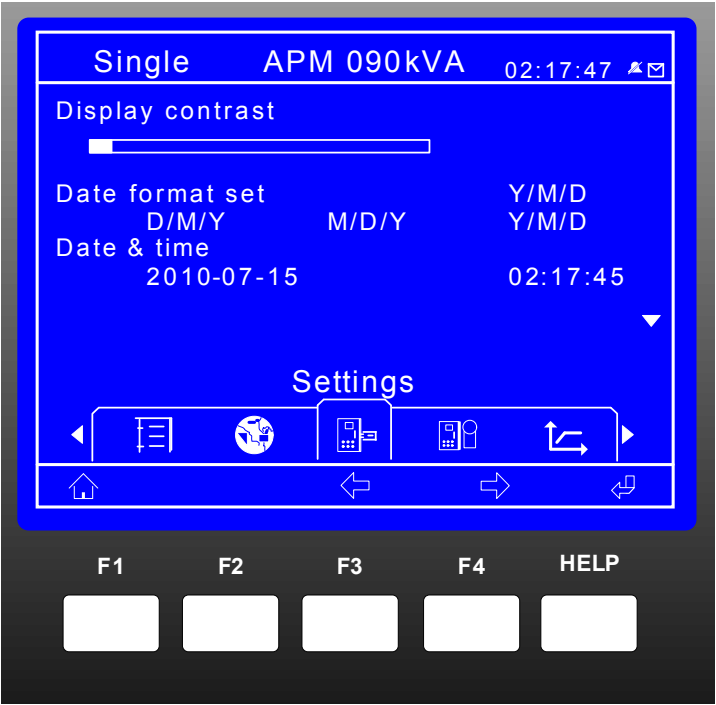 Single APM 090kVA 02:17:47
Display contrast
Date format set Y/M/D
D/M/Y M/D/Y Y/M/D
Date & time
2010-07-15 02:17:45
Settings
F1 F2 F3 F4 HELP